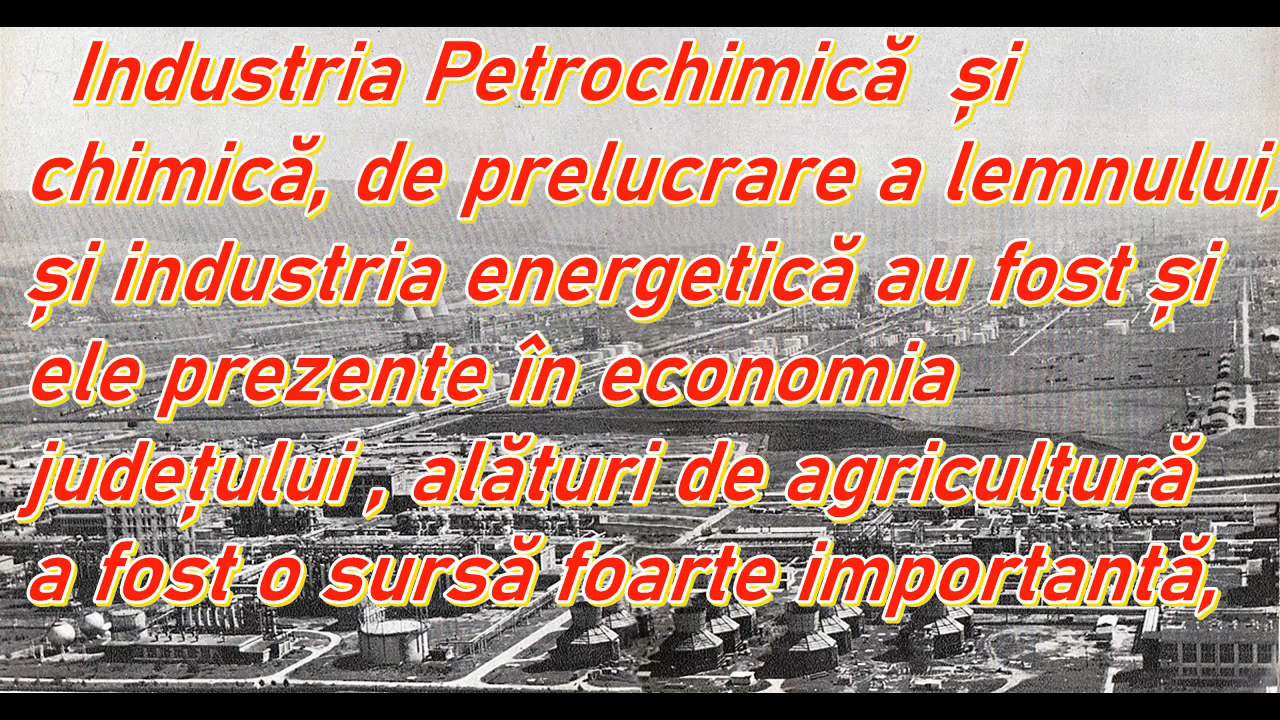 Industria Petrochimică și
chimică, de prelucrare a lemnului,
și industria energetică au fost și
ele prezente în economia
județului , alături de agricultură
a fost o sursă foarte importantă,